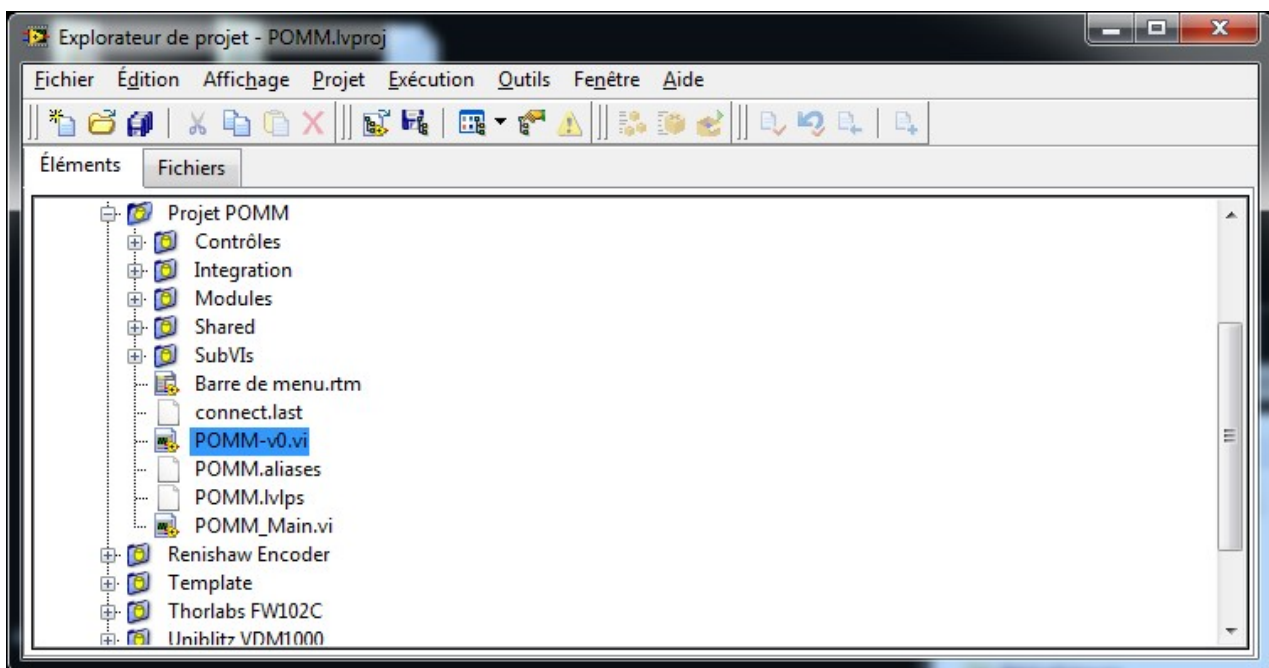 Explorateur de projet - POMM.lvproj
Fichier Édition Affichage Projet Exécution Outils Fenêtre Aide
Éléments Fichiers
Projet POMM
Contrôles
Integration
Modules
Shared
SubVIs
Barre de menu.rtm
connect.last
POMM-v0.vi
POMM.aliases
POMM.lvlps
POMM_Main.vi
Renishaw Encoder
Template
Thorlabs FW102C
Uniblitz VDM1000